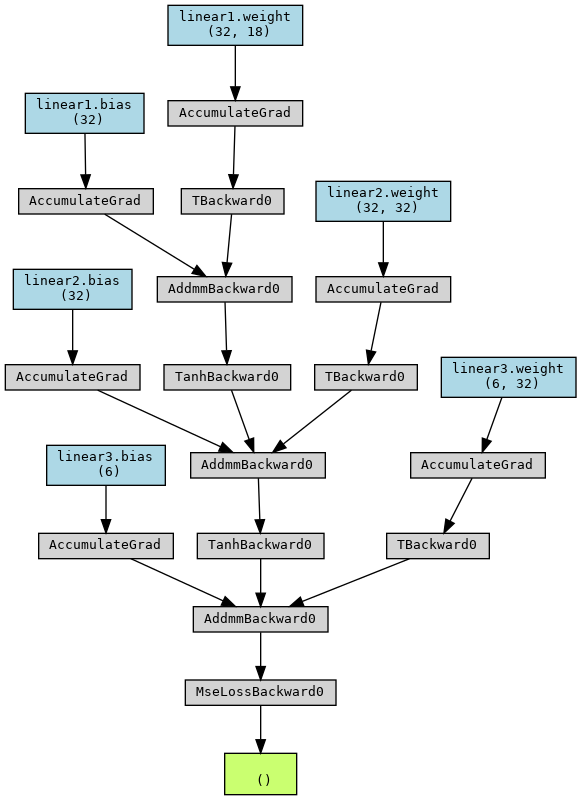 linear1.weight
(32, 18)
linear1.bias
(32)
AccumulateGrad
AccumulateGrad
TBackward0
linear2.weight
(32, 32)
linear2.bias
(32)
AddmmBackward0
AccumulateGrad
AccumulateGrad
TanhBackward0
TBackward0
linear3.weight
(6, 32)
linear3.bias
(6)
AddmmBackward0
AccumulateGrad
AccumulateGrad
TanhBackward0
TBackward0
AddmmBackward0
MseLossBackward0
()